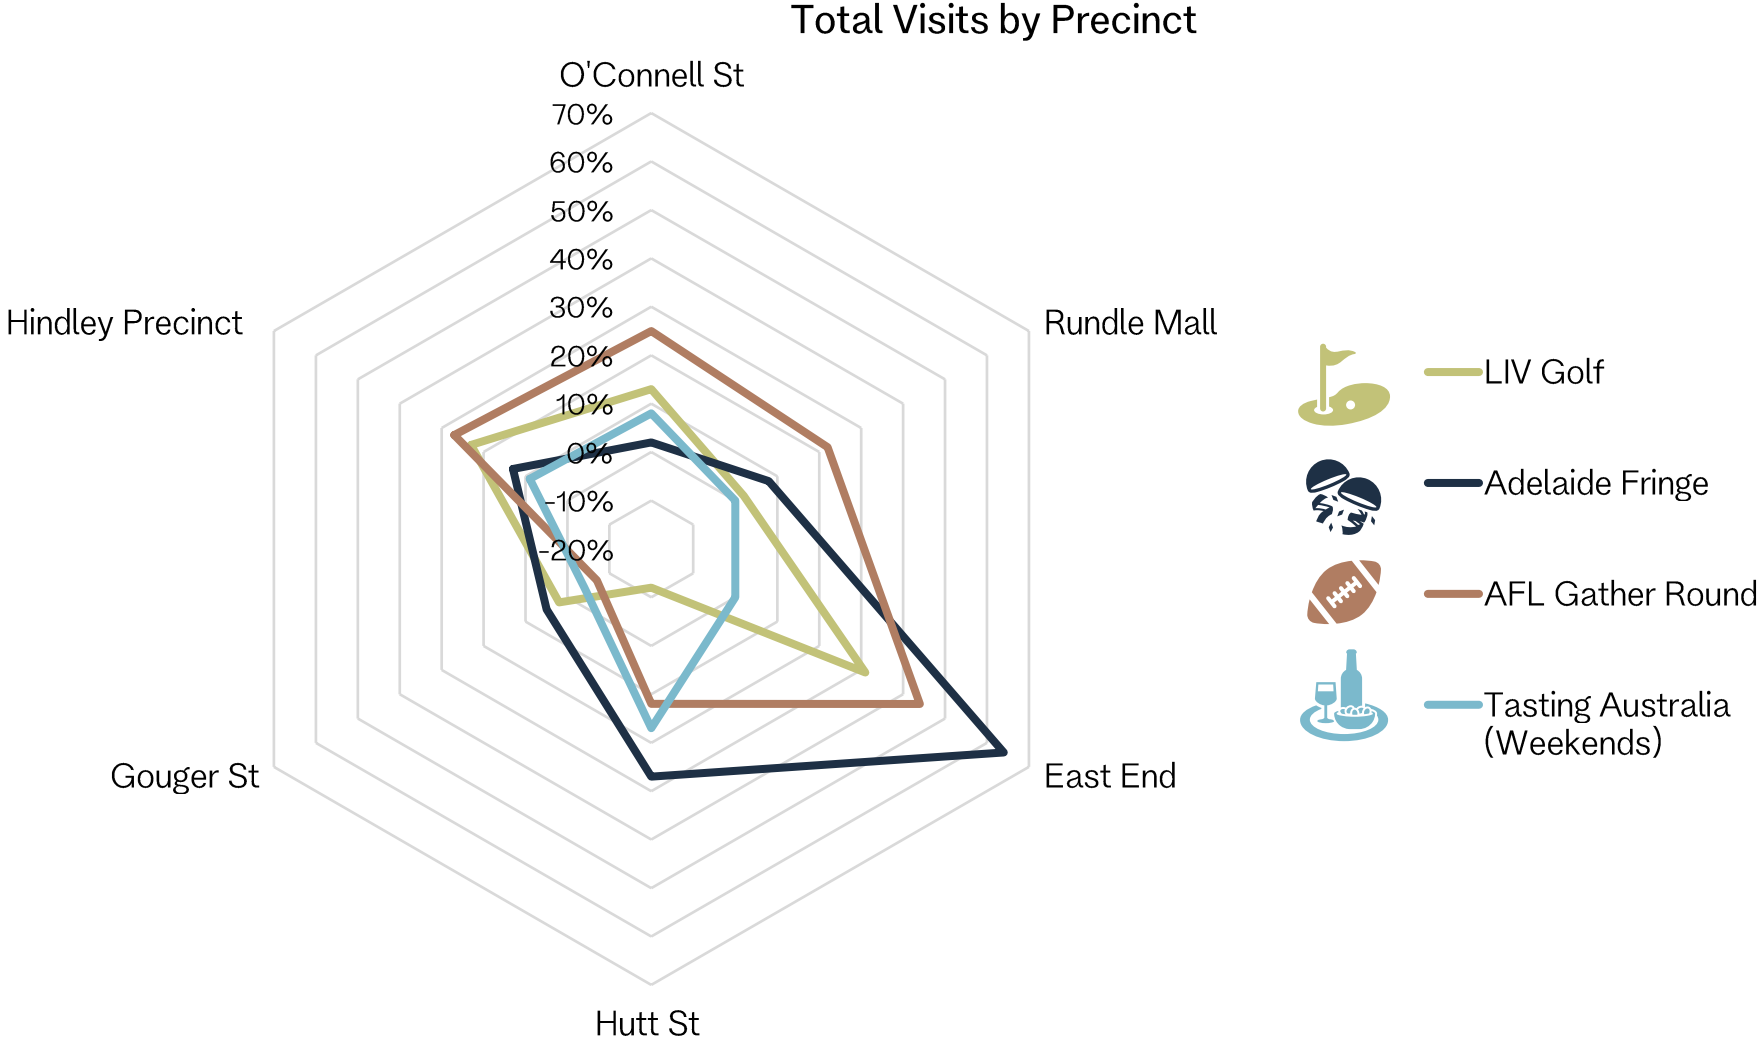 Total Visits by Precinct
O'Connell St
70%
60%
50%
40%
30%
20%
10%
0%
-10%
-20%
Hindley Precinct
Rundle Mall
Gouger St
East End
Hutt St
LIV Golf
Adelaide Fringe
AFL Gather Round
Tasting Australia
(Weekends)